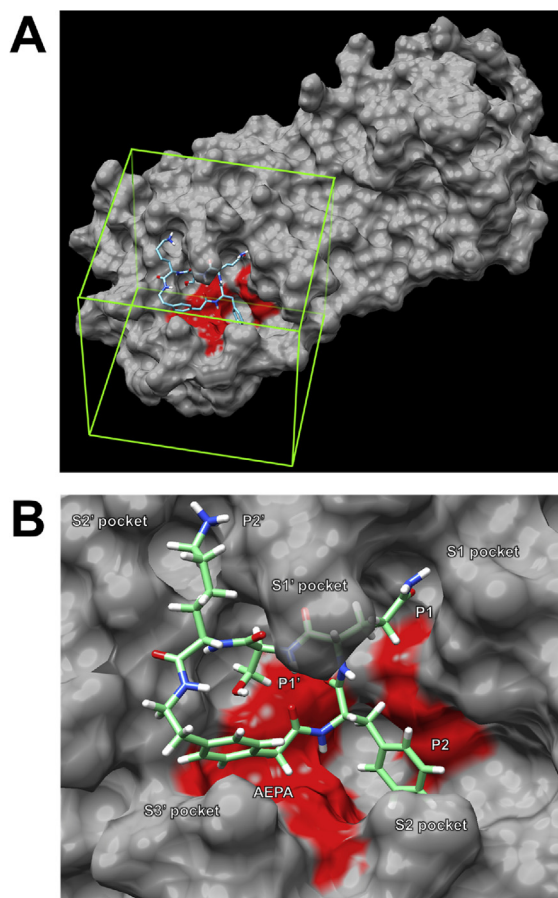 A
B
S2' pocket
P2'
S1' pocket
S1 pocket
P1
P1'
P2
AEPA
S3' pocket
S2 pocket